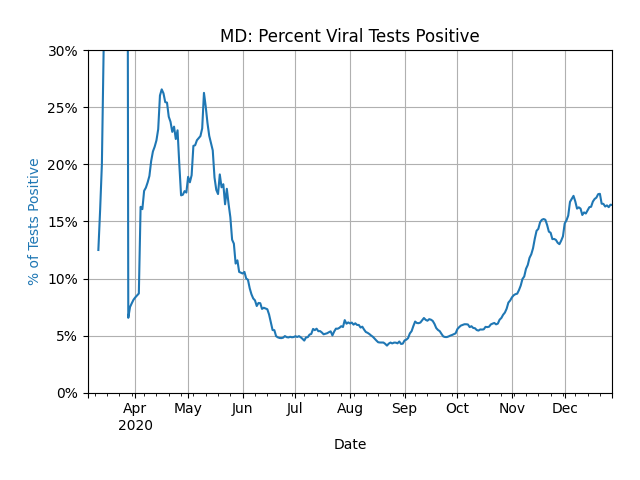 MD: Percent Viral Tests Positive
30%
25%
20%
15%
10%
5%
0%
% of Tests Positive
Apr May Jun Jul Aug Sep Oct Nov Dec
2020
Date